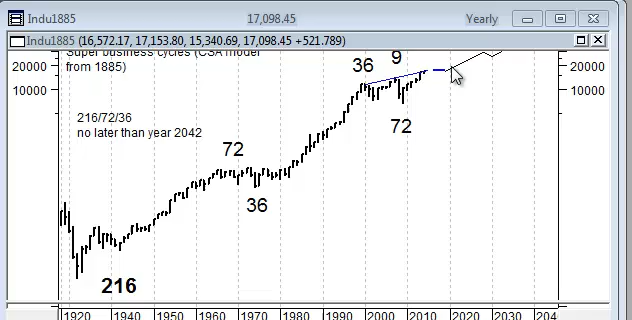 Indu1885 17,098.45 Yearly
Indu1885 (16,572.17, 17,153.80, 15,340.69, 17,098.45 +521.789)
Super business cycles (CSA model
from 1885)
36 9
20000 20000
10000 10000
216/72/36
no later than year 2042
72
72
36
216
1920 1940 1950 1960 1970 1980 1990 2000 2010 2020 2030 204